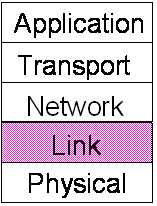 Application
Transport
Network
Link
Physical